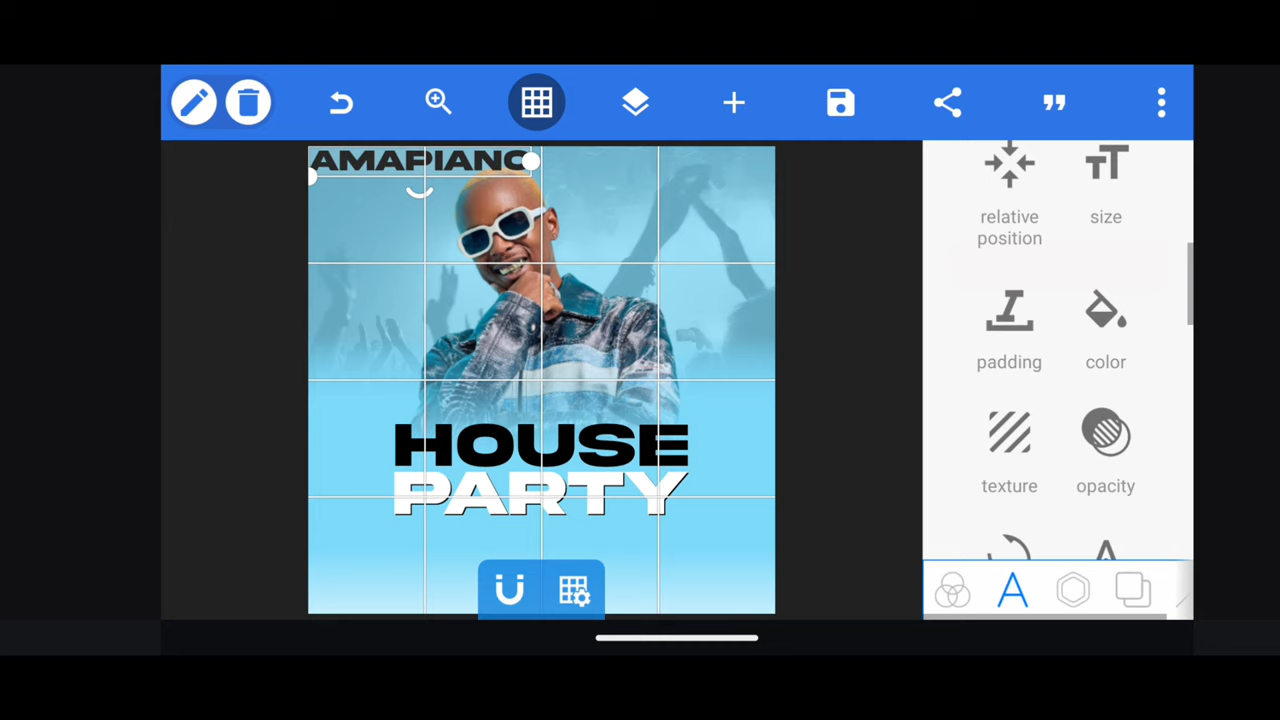 AMAPIANO
HOUSE
PARTY
relative
position
size
padding
color
texture
opacity